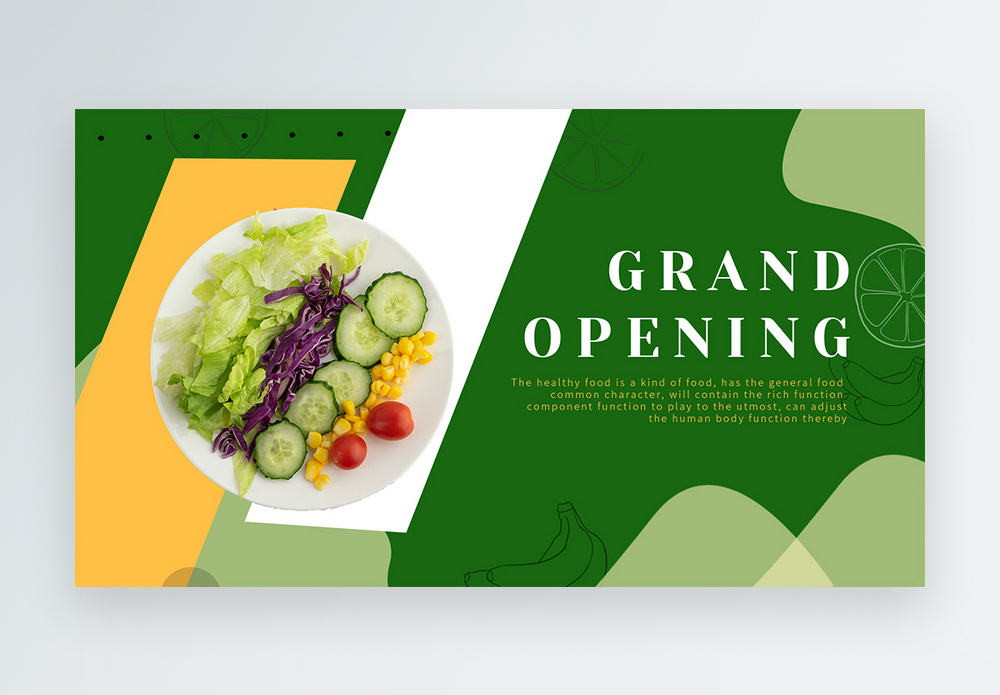 GRAND
OPENING
The healthy food is a kind of food, has the general food
common character, will contain the rich function
component function to play to the utmost, can adjust
the human body function thereby